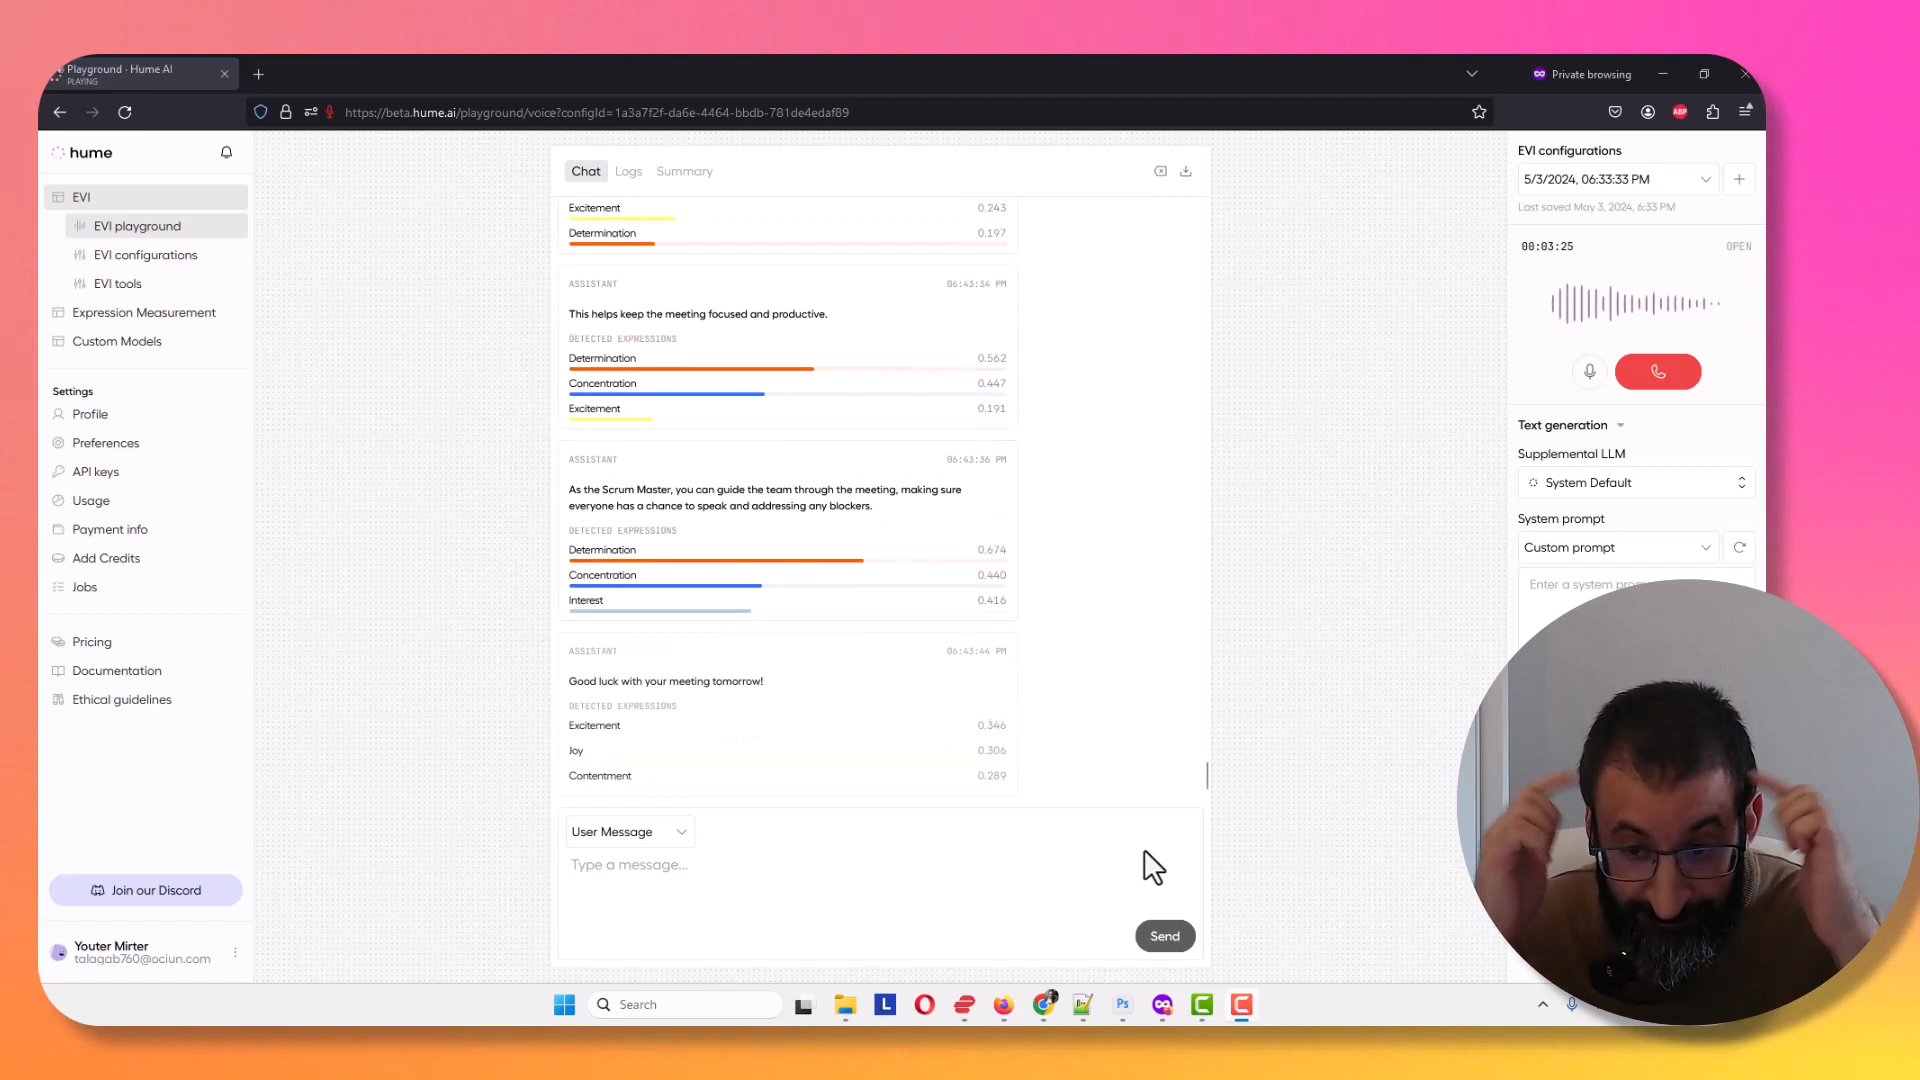 Playground - Hume AI
PLAYING
Private browsing
https://beta.hume.ai/playground/voice?configId=1a3a7f2f-da6e-4464-bbdb-781de4edaf89
ABP
hume
EVI
EVI playground
EVI configurations
EVI tools
Expression Measurement
Custom Models
Settings
Profile
Preferences
API keys
Usage
Payment info
Add Credits
Jobs
Pricing
Documentation
Ethical guidelines
Join our Discord
Youter Mirter
talagab760@ociun.com
Chat Logs Summary
Excitement 0.243
Determination 0.197
ASSISTANT 06:43:34 PM
This helps keep the meeting focused and productive.
DETECTED EXPRESSIONS
Determination 0.562
Concentration 0.447
Excitement 0.191
ASSISTANT 06:43:36 PM
As the Scrum Master, you can guide the team through the meeting, making sure
everyone has a chance to speak and addressing any blockers.
DETECTED EXPRESSIONS
Determination 0.674
Concentration 0.440
Interest 0.416
ASSISTANT 06:43:44 PM
Good luck with your meeting tomorrow!
DETECTED EXPRESSIONS
Excitement 0.346
Joy 0.306
Contentment 0.289
User Message
Type a message...
Send
EVI configurations
5/3/2024, 06:33:33 PM
Last saved May 3, 2024, 6:33 PM
00:03:25 OPEN
Text generation
Supplemental LLM
System Default
System prompt
Custom prompt
Enter a system
Search
L
Ps